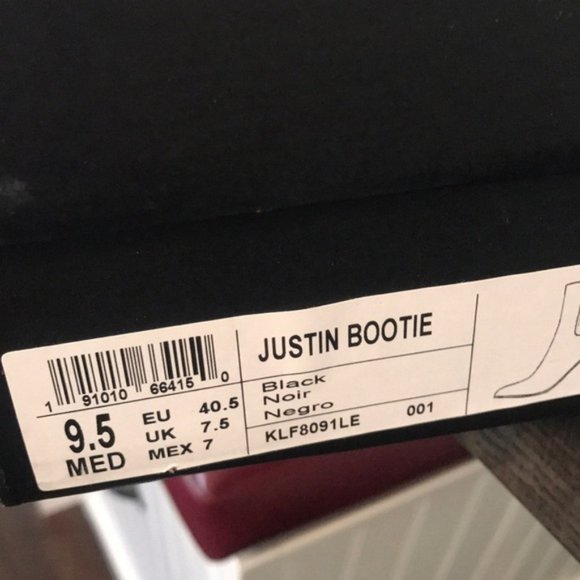 JUSTIN BOOTIE
Black
Noir
Negro
KLF8091LE 001
1 91010 66415 0
9.5 MED
EU 40.5
UK 7.5
MEX 7